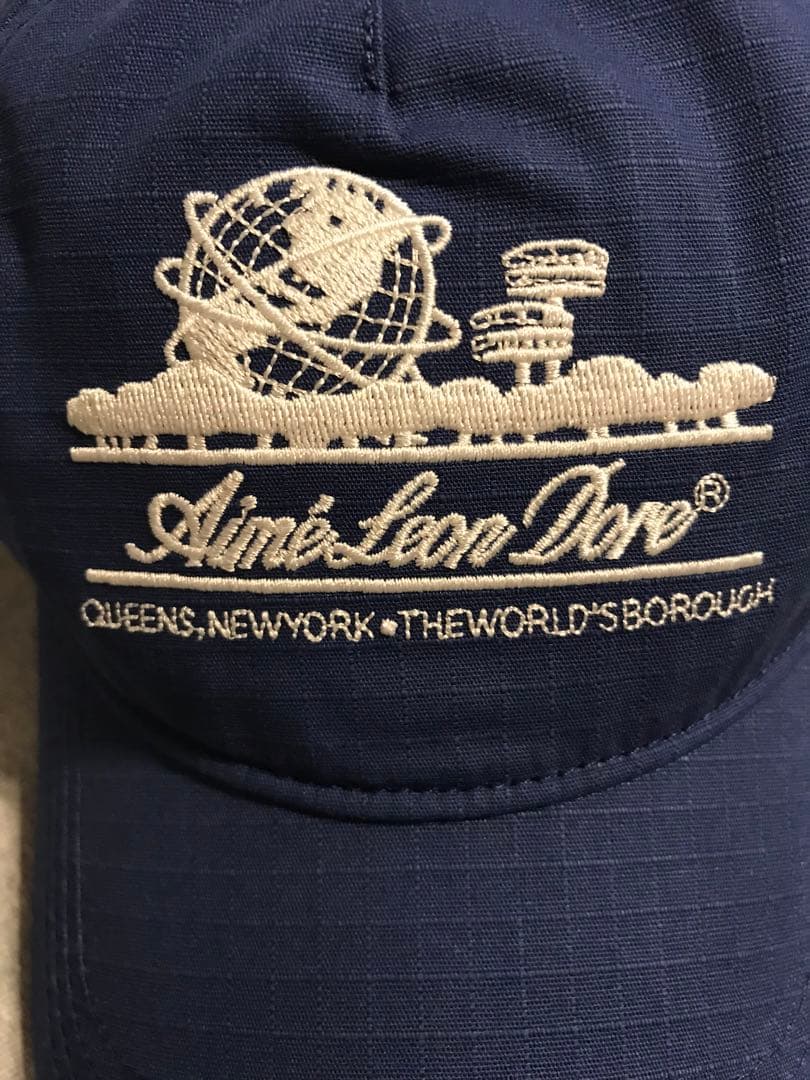 Aimé Leon Dore®
QUEENS, NEW YORK • THE WORLD'S BOROUGH